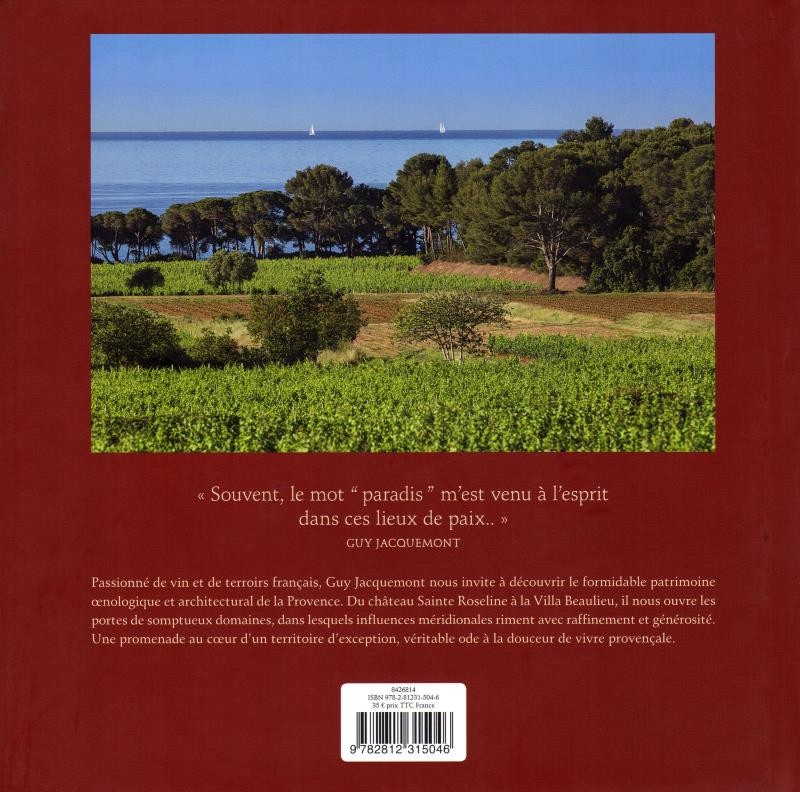 « Souvent, le mot “ paradis ” m’est venu à l’esprit
dans ces lieux de paix.. »
GUY JACQUEMONT
Passionné de vin et de terroirs français, Guy Jacquemont nous invite à découvrir le formidable patrimoine
œnologique et architectural de la Provence. Du château Sainte Roseline à la Villa Beaulieu, il nous ouvre les
portes de somptueux domaines, dans lesquels influences méridionales riment avec raffinement et générosité.
Une promenade au cœur d’un territoire d’exception, véritable ode à la douceur de vivre provençale.
8426814
ISBN 978-2-81231-504-6
35 € prix TTC France
9 782812 315046